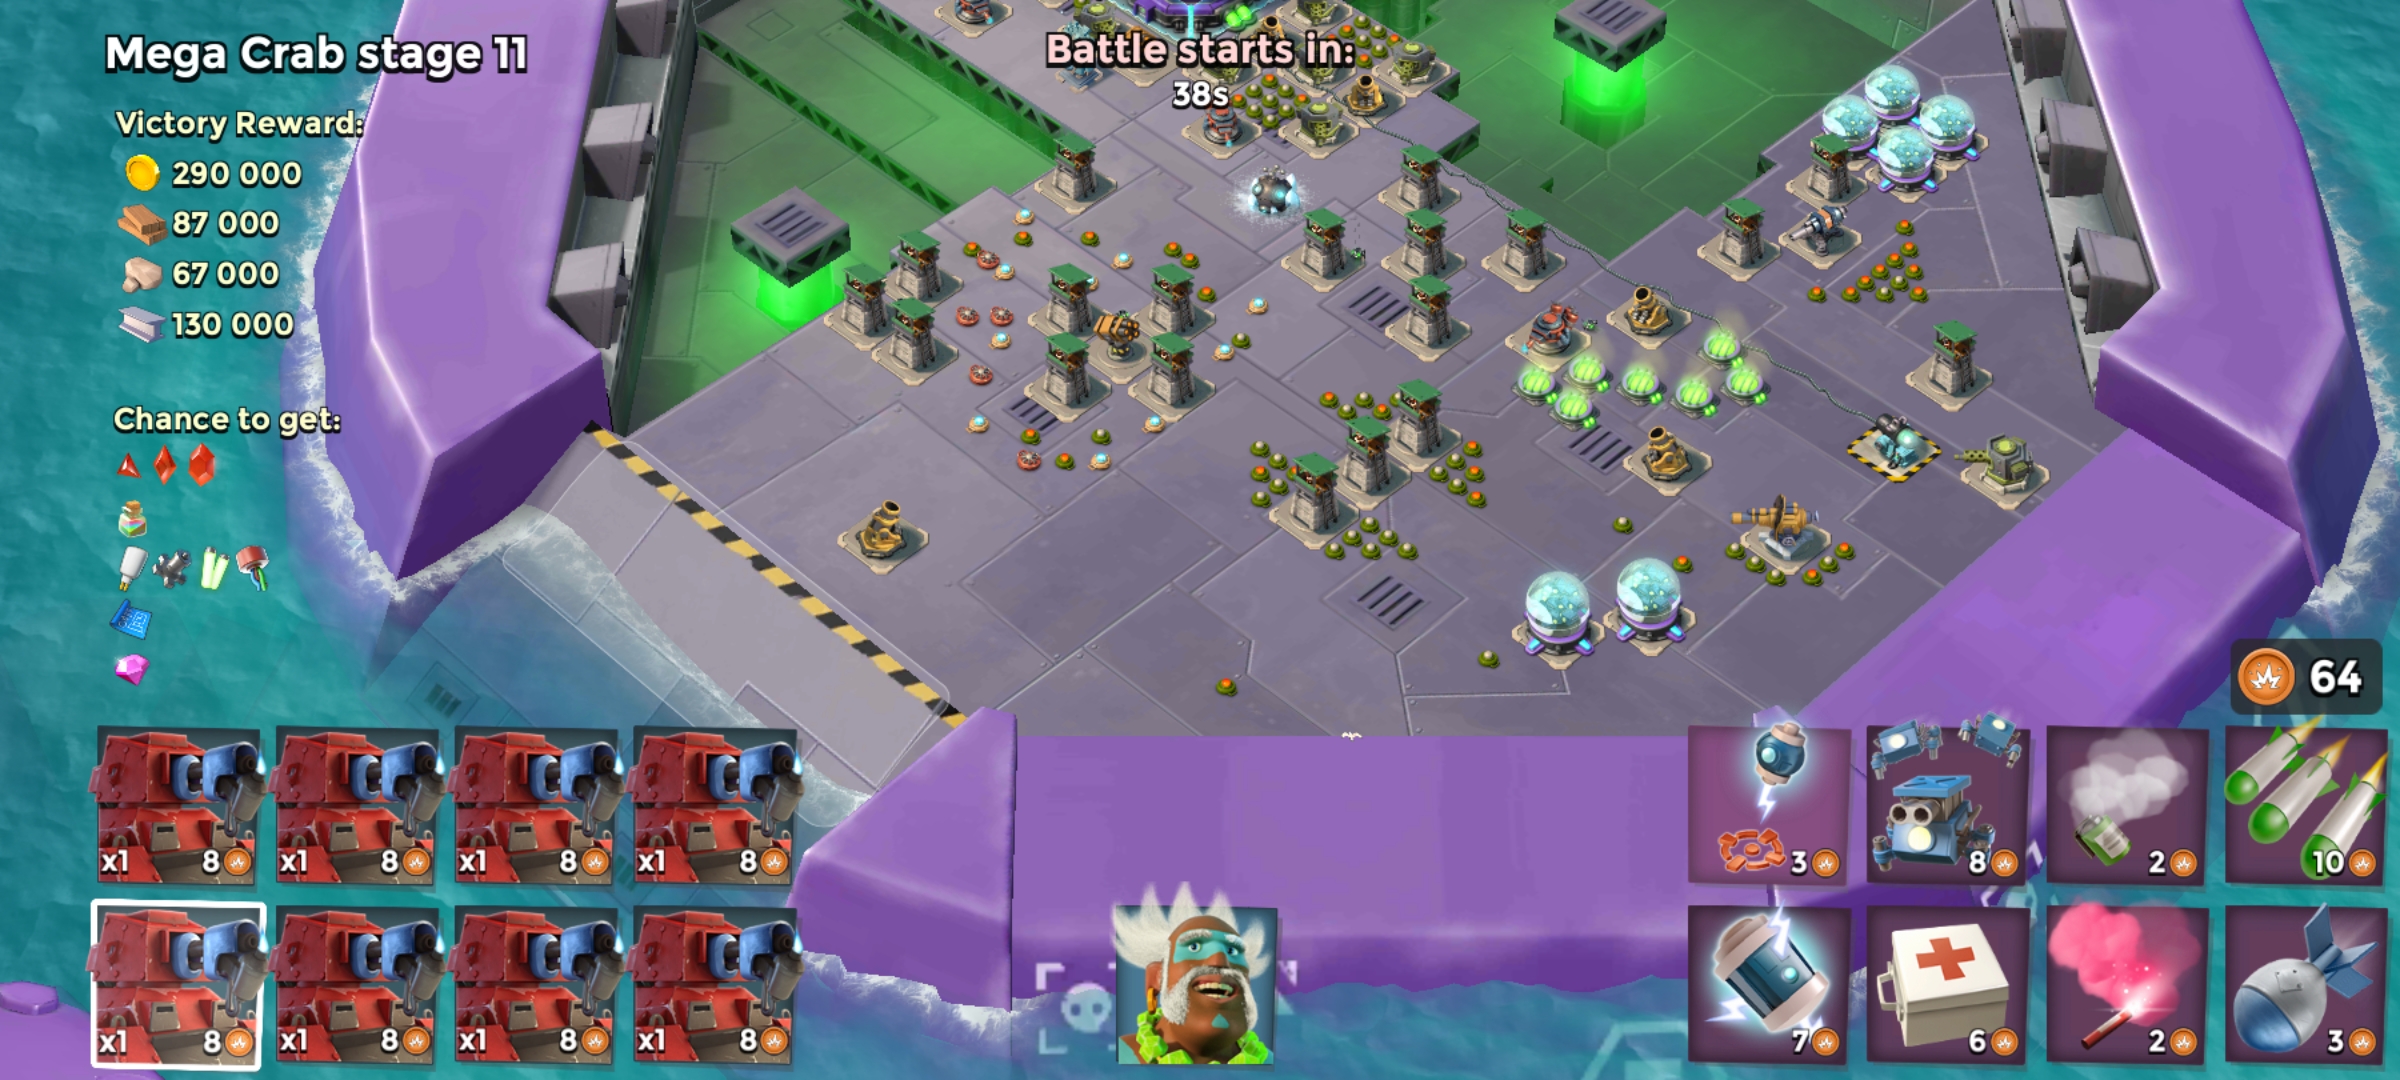 Mega Crab stage 11
Battle starts in:
38s
Victory Reward:
290 000
87 000
67 000
130 000
Chance to get:
64
x1 8
x1 8
x1 8
x1 8
3
8
2
10
x1 8
x1 8
x1 8
x1 8
7
6
2
3